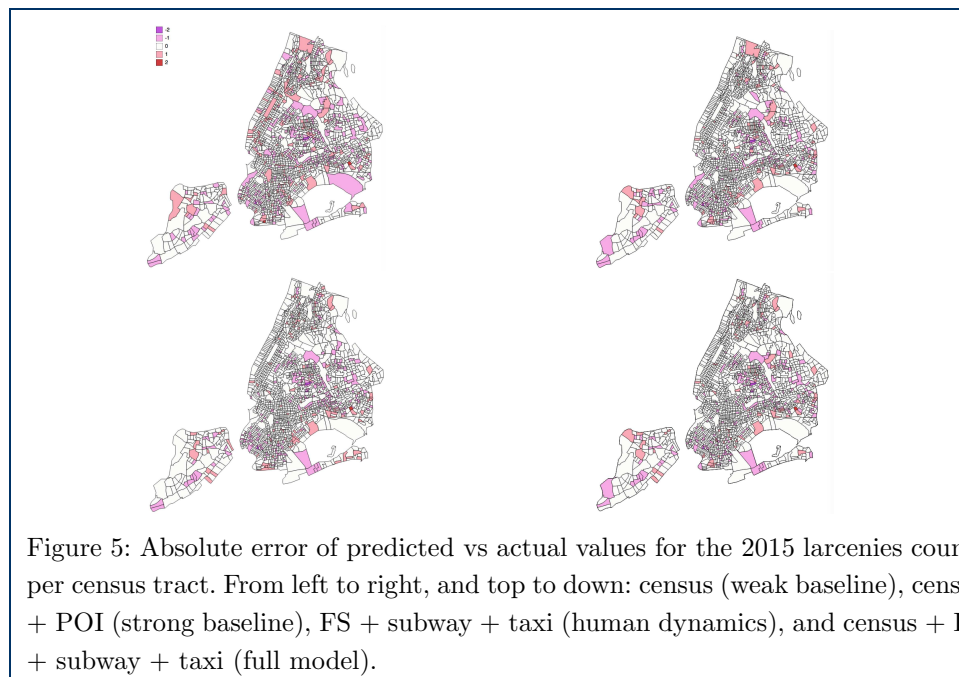 -2
-1
0
1
2
Figure 5: Absolute error of predicted vs actual values for the 2015 larcenies coun
per census tract. From left to right, and top to down: census (weak baseline), cens
+ POI (strong baseline), FS + subway + taxi (human dynamics), and census + F
+ subway + taxi (full model).